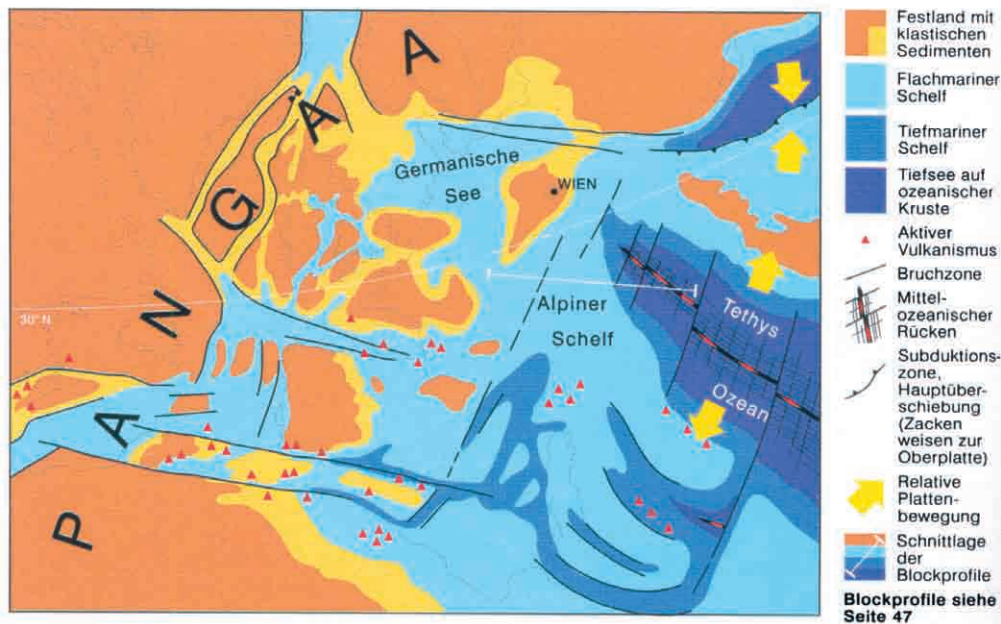 PANGÄA
Germanische
See
WIEN
30° N
Alpiner
Schelf
Tethys
Ozean
Festland mit
klastischen
Sedimenten
Flachmariner
Schelf
Tiefmariner
Schelf
Tiefsee auf
ozeanischer
Kruste
Aktiver
Vulkanismus
Bruchzone
Mittel-
ozeanischer
Rücken
Subduktions-
zone,
Hauptüber-
schiebung
(Zacken
weisen zur
Oberplatte)
Relative
Platten-
bewegung
Schnittlage
der
Blockprofile
Blockprofile siehe
Seite 47